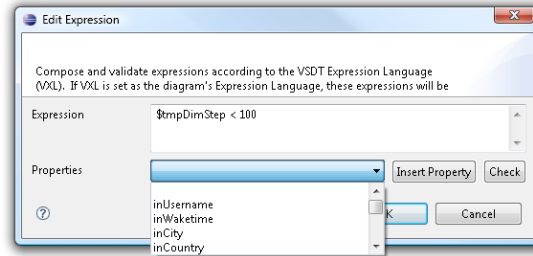 Edit Expression
Compose and validate expressions according to the VSDT Expression Language
(VXL). If VXL is set as the diagram's Expression Language, these expressions will be
Expression
$tmpDimStep < 100
Properties
Insert Property
Check
inUsername
inWaketime
inCity
inCountry
K
Cancel